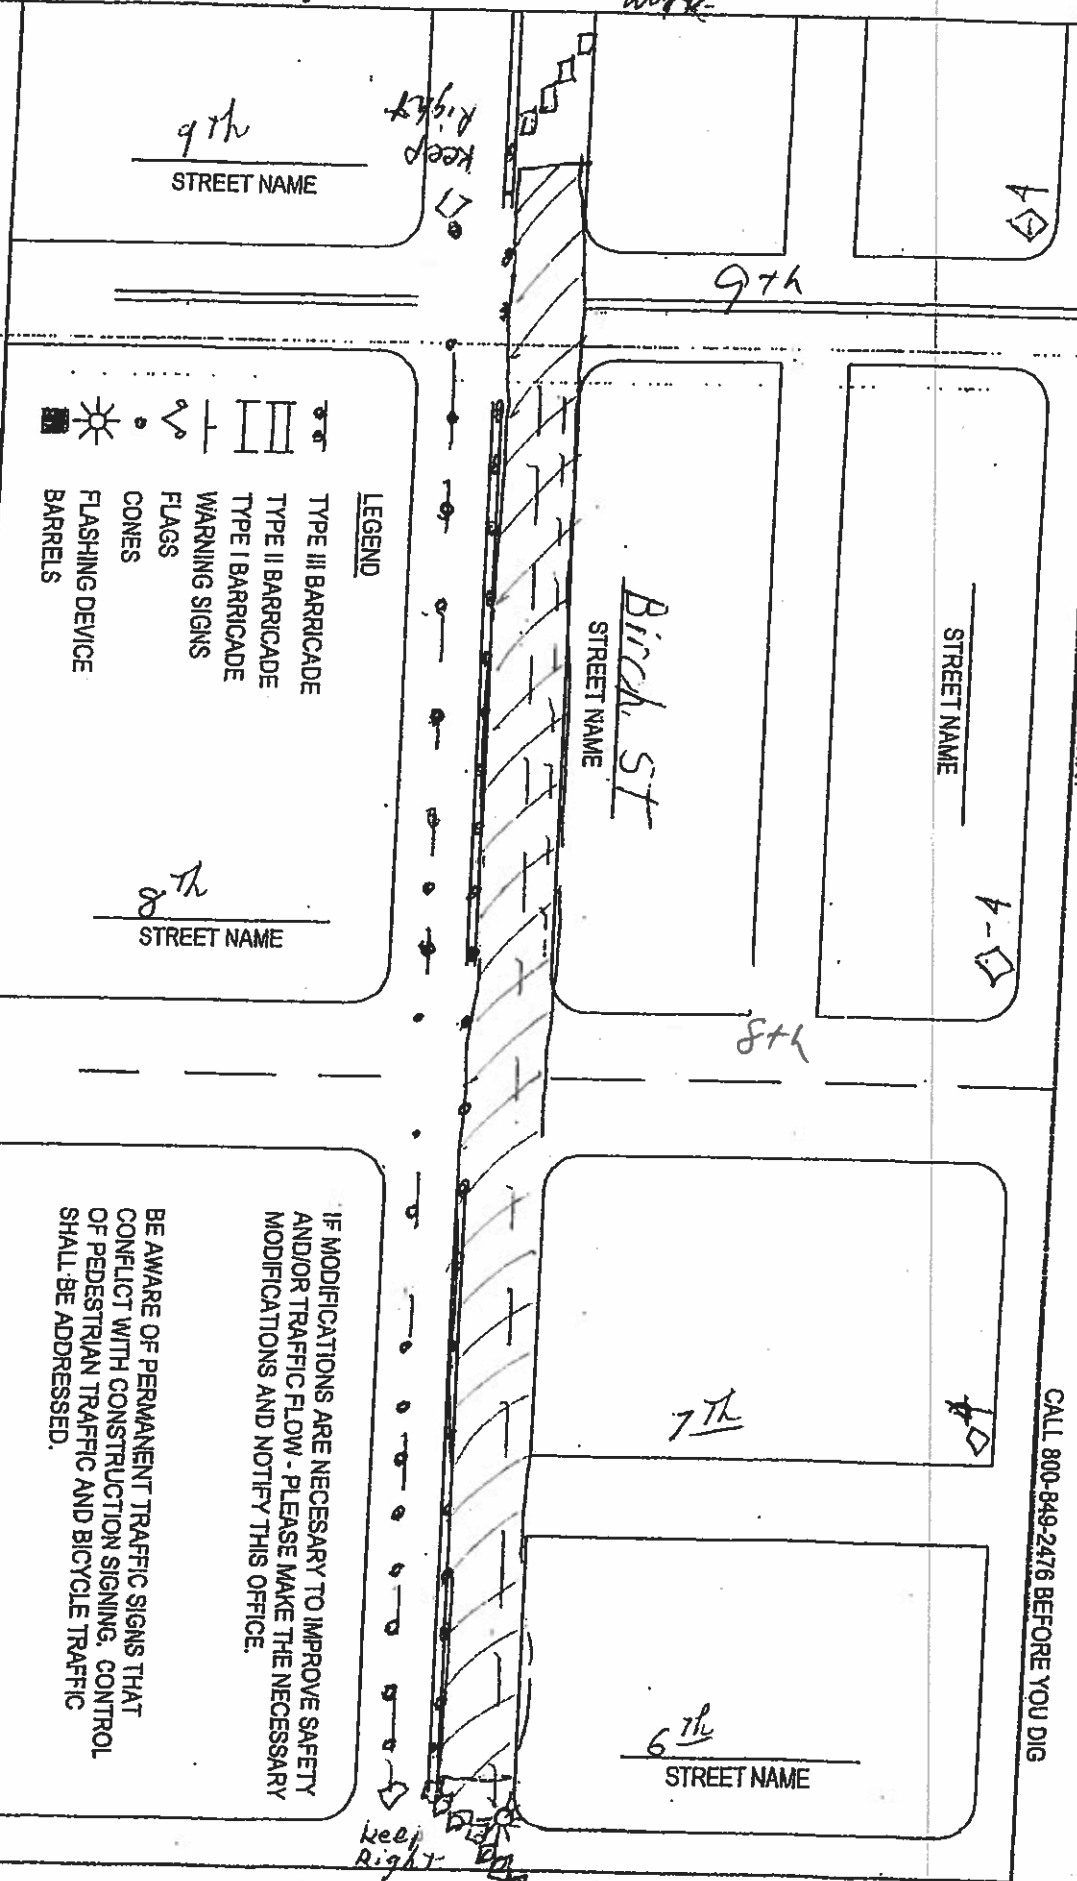 CALL 800-849-2476 BEFORE YOU DIG
STREET NAME
Birch ST
STREET NAME
9th
8th
7th
6th
STREET NAME
Keep
Right
9th
STREET NAME
8th
STREET NAME
LEGEND
TYPE III BARRICADE
TYPE II BARRICADE
TYPE I BARRICADE
WARNING SIGNS
FLAGS
CONES
FLASHING DEVICE
BARRELS
IF MODIFICATIONS ARE NECESARY TO IMPROVE SAFETY
AND/OR TRAFFIC FLOW - PLEASE MAKE THE NECESSARY
MODIFICATIONS AND NOTIFY THIS OFFICE.
BE AWARE OF PERMANENT TRAFFIC SIGNS THAT
CONFLICT WITH CONSTRUCTION SIGNING. CONTROL
OF PEDESTRIAN TRAFFIC AND BICYCLE TRAFFIC
SHALL BE ADDRESSED.
keep
Right